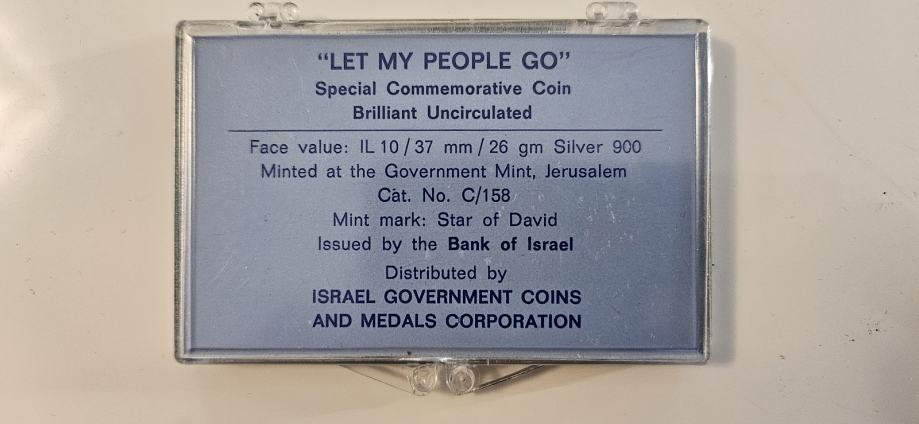 “LET MY PEOPLE GO”
Special Commemorative Coin
Brilliant Uncirculated
Face value: IL 10 / 37 mm / 26 gm Silver 900
Minted at the Government Mint, Jerusalem
Cat. No. C/158
Mint mark: Star of David
Issued by the Bank of Israel
Distributed by
ISRAEL GOVERNMENT COINS
AND MEDALS CORPORATION